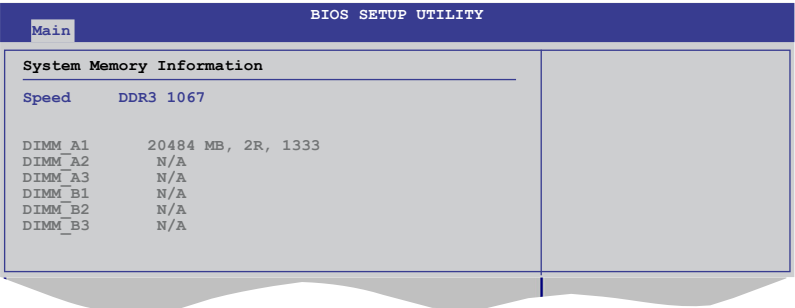 BIOS SETUP UTILITY
Main
System Memory Information
Speed DDR3 1067
DIMM_A1 20484 MB, 2R, 1333
DIMM_A2 N/A
DIMM_A3 N/A
DIMM_B1 N/A
DIMM_B2 N/A
DIMM_B3 N/A